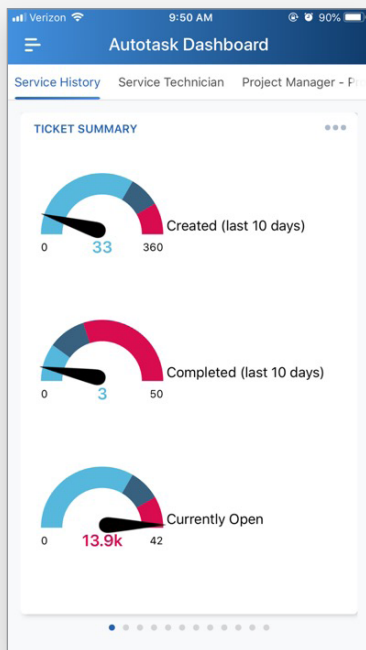 Verizon 9:50 AM 90%
Autotask Dashboard
Service History Service Technician Project Manager -
TICKET SUMMARY
Created (last 10 days)
0 33 360
Completed (last 10 days)
0 3 50
Currently Open
0 13.9k 42